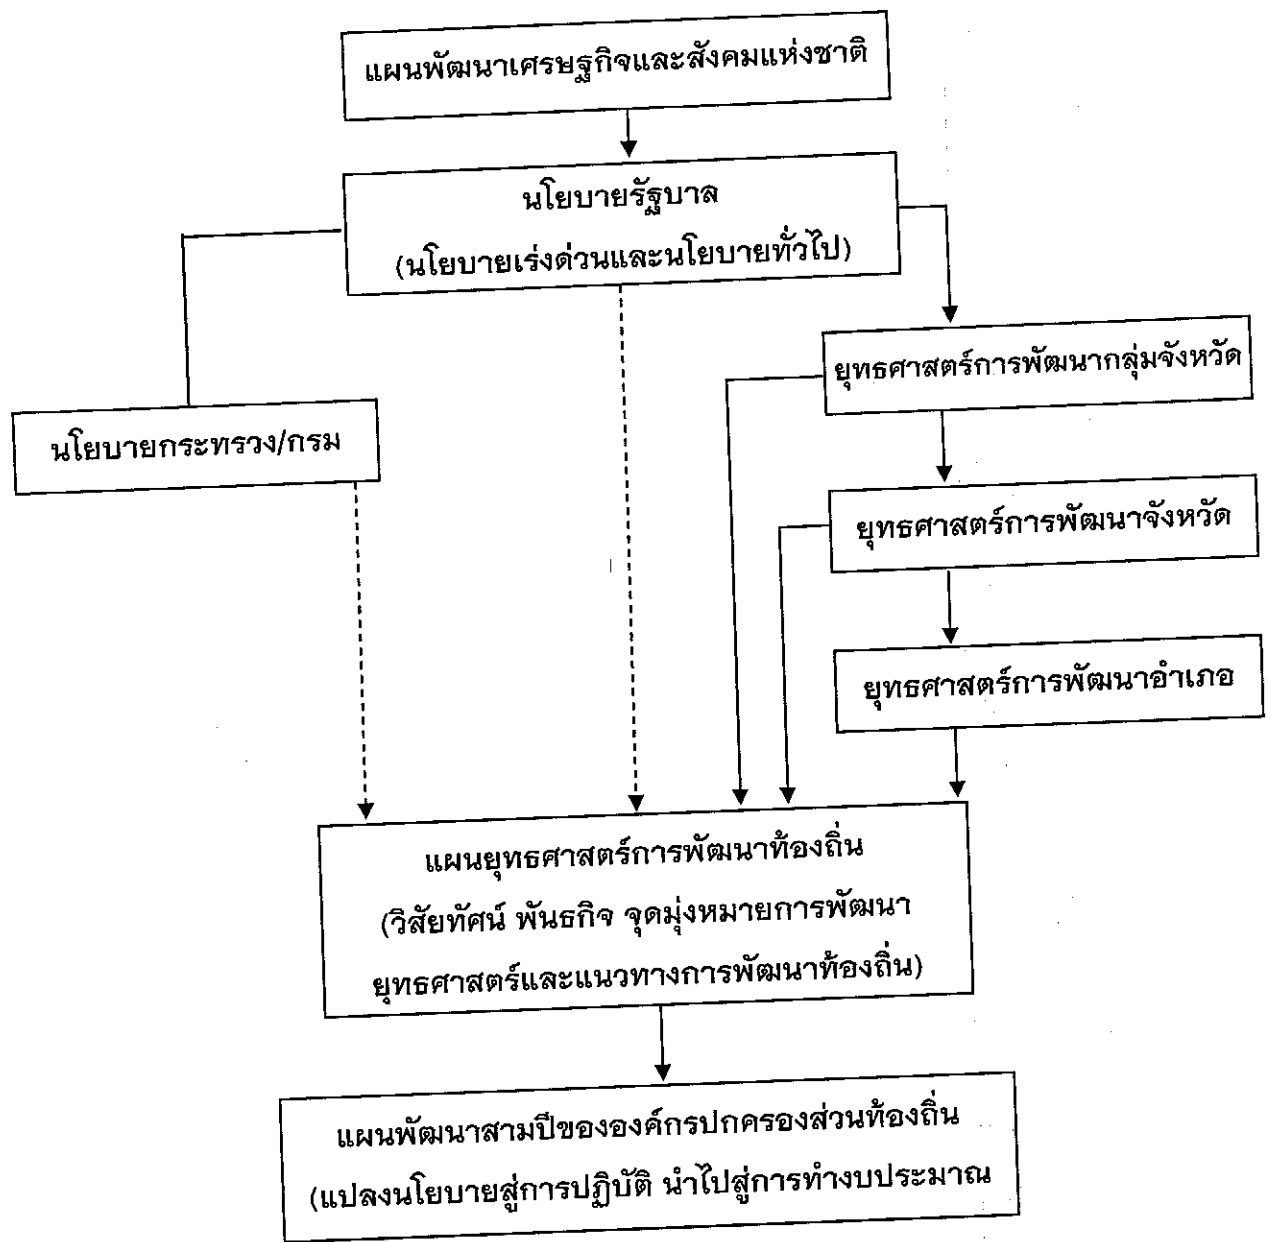 แผนพัฒนาเศรษฐกิจและสังคมแห่งชาติ
นโยบายรัฐบาล
(นโยบายเร่งด่วนและนโยบายทั่วไป)
ยุทธศาสตร์การพัฒนากลุ่มจังหวัด
นโยบายกระทรวง/กรม
ยุทธศาสตร์การพัฒนาจังหวัด
ยุทธศาสตร์การพัฒนาอำเภอ
แผนยุทธศาสตร์การพัฒนาท้องถิ่น
(วิสัยทัศน์ พันธกิจ จุดมุ่งหมายการพัฒนา
ยุทธศาสตร์และแนวทางการพัฒนาท้องถิ่น)
แผนพัฒนาสามปีขององค์กรปกครองส่วนท้องถิ่น
(แปลงนโยบายสู่การปฏิบัติ นำไปสู่การทำงบประมาณ